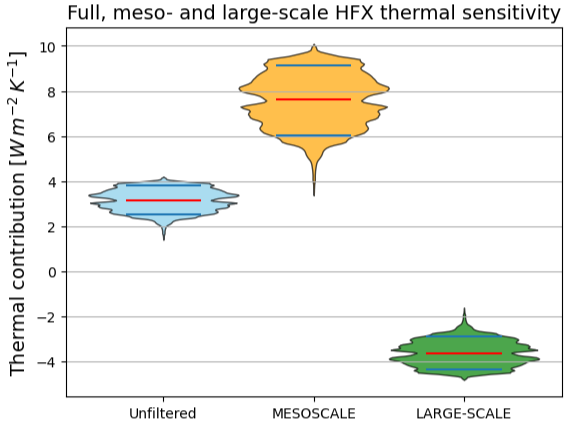 Full, meso- and large-scale HFX thermal sensitivity
Thermal contribution [W m⁻² K⁻¹]
10
8
6
4
2
0
−2
−4
Unfiltered MESOSCALE LARGE-SCALE